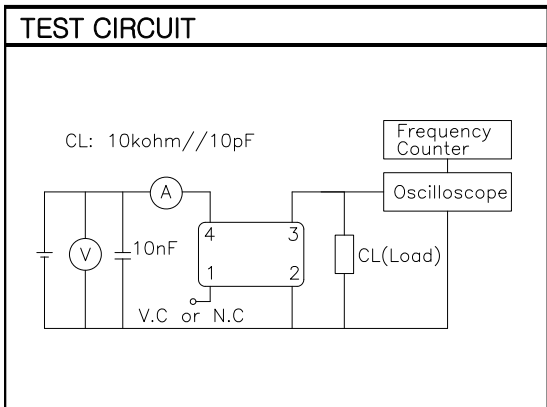 TEST CIRCUIT
CL: 10kohm//10pF
Frequency
Counter
Oscilloscope
A
V
10nF
4
3
1
2
CL(Load)
V.C or N.C